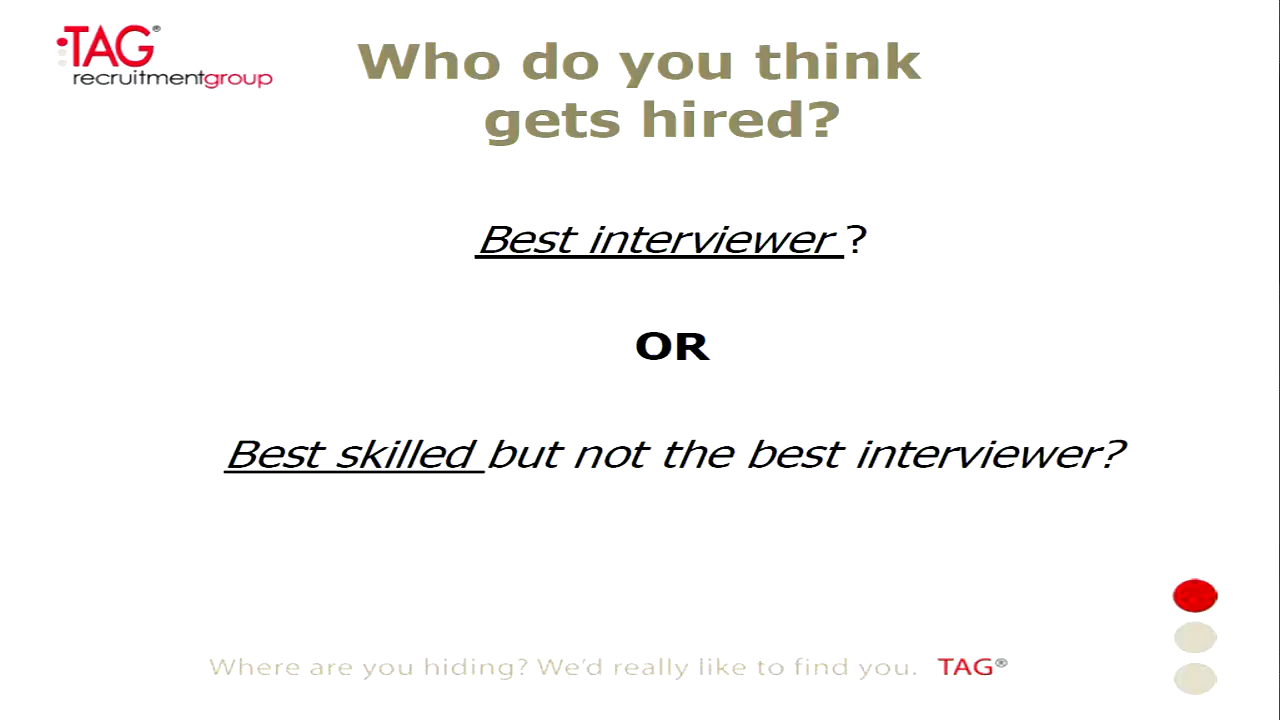 TAG®
recruitmentgroup
Who do you think
gets hired?
Best interviewer ?
OR
Best skilled but not the best interviewer?
Where are you hiding? We'd really like to find you. TAG®